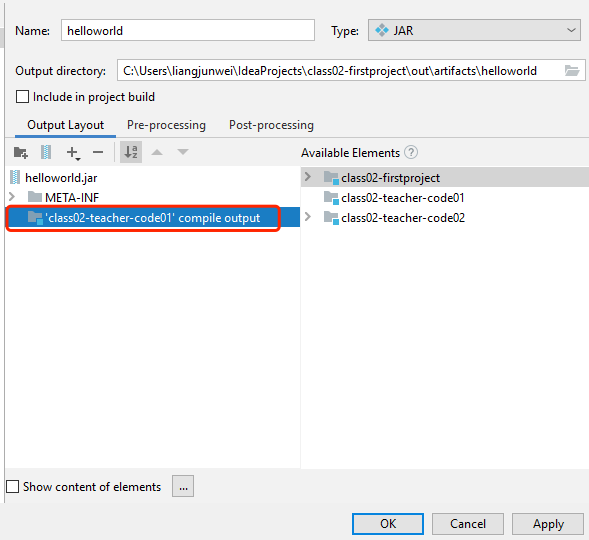 Name: helloworld Type: JAR
Output directory: C:\Users\liangjunwei\IdeaProjects\class02-firstproject\out\artifacts\helloworld
Include in project build
Output Layout Pre-processing Post-processing
Available Elements ?
helloworld.jar
META-INF
'class02-teacher-code01' compile output
class02-firstproject
class02-teacher-code01
class02-teacher-code02
Show content of elements ...
OK Cancel Apply